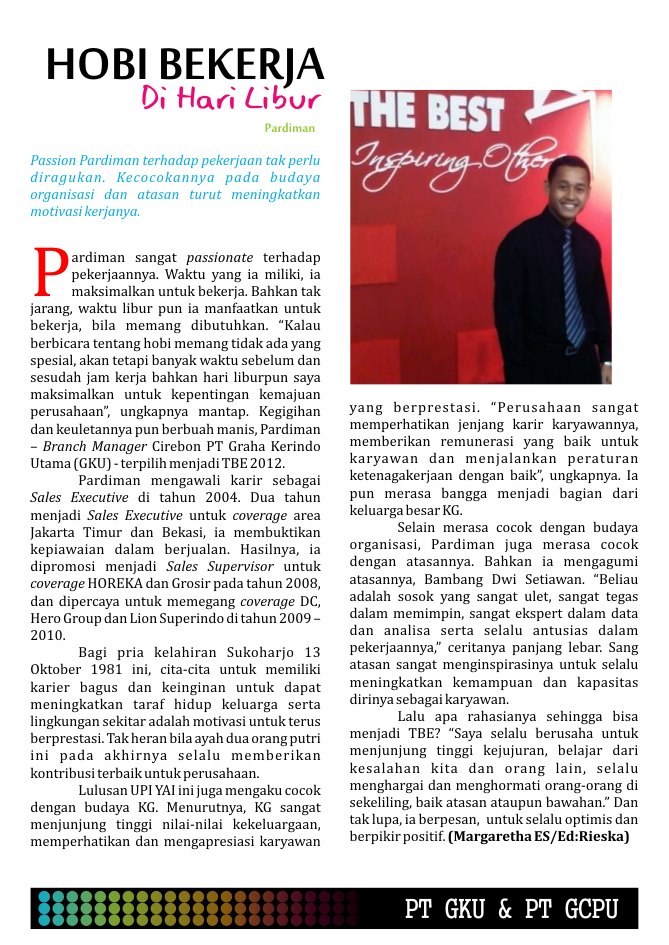 HOBI BEKERJA
Di Hari Libur
Pardiman
Passion Pardiman terhadap pekerjaan tak perlu
diragukan. Kecocokannya pada budaya
organisasi dan atasan turut meningkatkan
motivasi kerjanya.
Pardiman sangat passionate terhadap
pekerjaannya. Waktu yang ia miliki, ia
maksimalkan untuk bekerja. Bahkan tak
jarang, waktu libur pun ia manfaatkan untuk
bekerja, bila memang dibutuhkan. “Kalau
berbicara tentang hobi memang tidak ada yang
spesial, akan tetapi banyak waktu sebelum dan
sesudah jam kerja bahkan hari liburpun saya
maksimalkan untuk kepentingan kemajuan
perusahaan”, ungkapnya mantap. Kegigihan
dan keuletannya pun berbuah manis, Pardiman
– Branch Manager Cirebon PT Graha Kerindo
Utama (GKU) - terpilih menjadi TBE 2012.
Pardiman mengawali karir sebagai
Sales Executive di tahun 2004. Dua tahun
menjadi Sales Executive untuk coverage area
Jakarta Timur dan Bekasi, ia membuktikan
kepiawaian dalam berjualan. Hasilnya, ia
dipromosi menjadi Sales Supervisor untuk
coverage HOREKA dan Grosir pada tahun 2008,
dan dipercaya untuk memegang coverage DC,
Hero Group dan Lion Superindo di tahun 2009 –
2010.
Bagi pria kelahiran Sukoharjo 13
Oktober 1981 ini, cita-cita untuk memiliki
karier bagus dan keinginan untuk dapat
meningkatkan taraf hidup keluarga serta
lingkungan sekitar adalah motivasi untuk terus
berprestasi. Tak heran bila ayah dua orang putri
ini pada akhirnya selalu memberikan
kontribusi terbaik untuk perusahaan.
Lulusan UPI YAI ini juga mengaku cocok
dengan budaya KG. Menurutnya, KG sangat
menjunjung tinggi nilai-nilai kekeluargaan,
memperhatikan dan mengapresiasi karyawan
THE BEST
Inspiring Other
yang berprestasi. “Perusahaan sangat
memperhatikan jenjang karir karyawannya,
memberikan remunerasi yang baik untuk
karyawan dan menjalankan peraturan
ketenagakerjaan dengan baik”, ungkapnya. Ia
pun merasa bangga menjadi bagian dari
keluarga besar KG.
Selain merasa cocok dengan budaya
organisasi, Pardiman juga merasa cocok
dengan atasannya. Bahkan ia mengagumi
atasannya, Bambang Dwi Setiawan. “Beliau
adalah sosok yang sangat ulet, sangat tegas
dalam memimpin, sangat ekspert dalam data
dan analisa serta selalu antusias dalam
pekerjaannya,” ceritanya panjang lebar. Sang
atasan sangat menginspirasinya untuk selalu
meningkatkan kemampuan dan kapasitas
dirinya sebagai karyawan.
Lalu apa rahasianya sehingga bisa
menjadi TBE? “Saya selalu berusaha untuk
menjunjung tinggi kejujuran, belajar dari
kesalahan kita dan orang lain, selalu
menghargai dan menghormati orang-orang di
sekeliling, baik atasan ataupun bawahan.” Dan
tak lupa, ia berpesan, untuk selalu optimis dan
berpikir positif. (Margaretha ES/Ed:Rieska)
PT GKU & PT GCPU